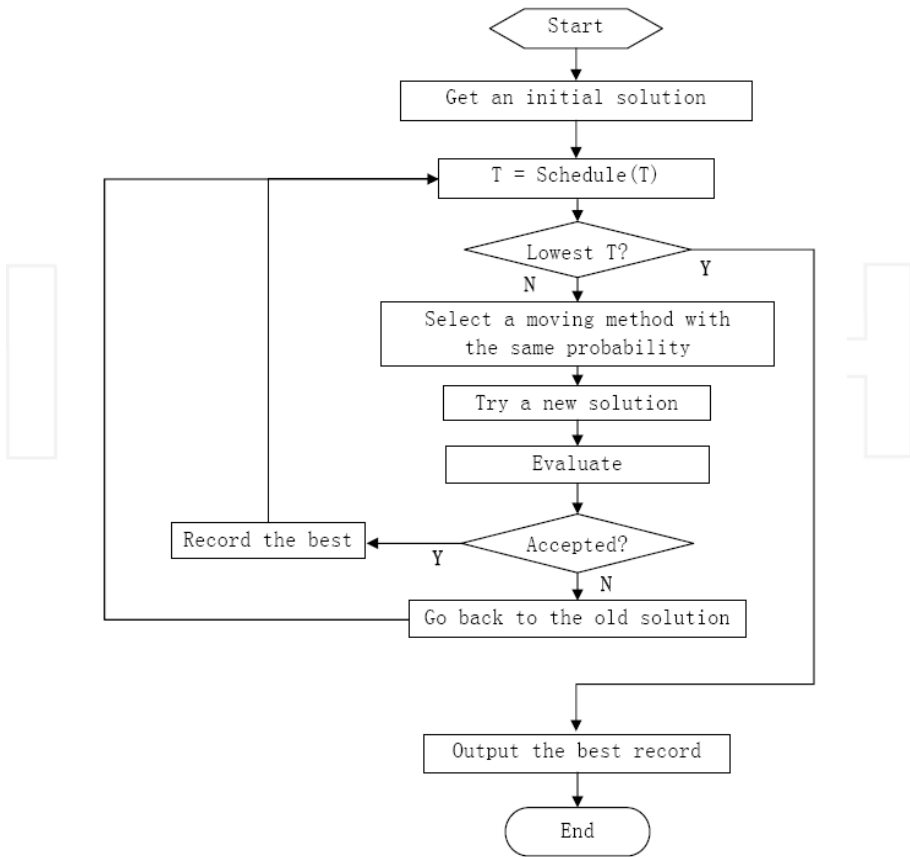 Start
Get an initial solution
T = Schedule(T)
Lowest T?
Y
N
Select a moving method with
the same probability
Try a new solution
Evaluate
Record the best
Accepted?
Y
N
Go back to the old solution
Output the best record
End